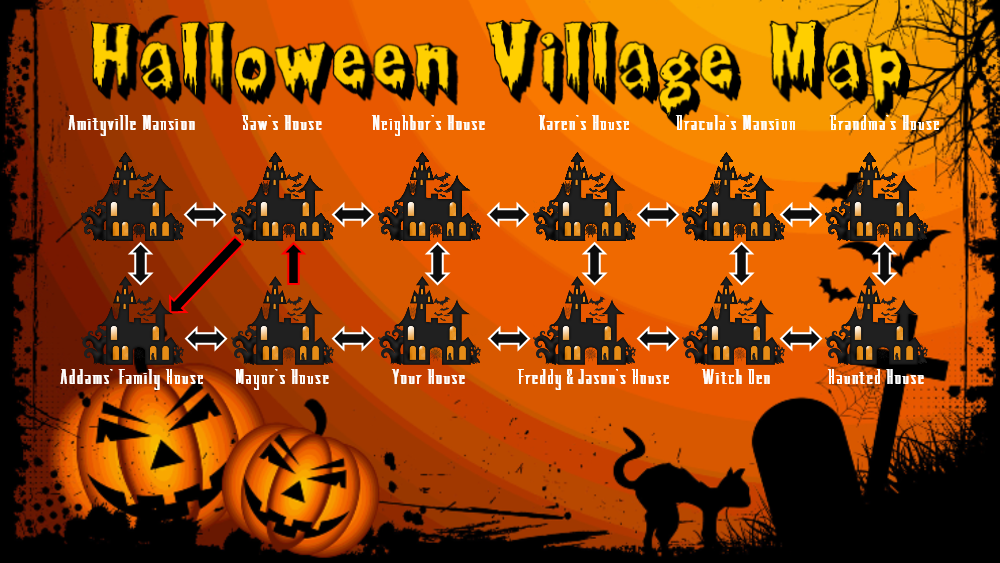 Halloween Village Map
Amityville Mansion Saw's House Neighbor's House Karen's House Dracula's Mansion Grandma's House
Addams' Family House Mayor's House Your House Freddy & Jason's House Witch Den Haunted House